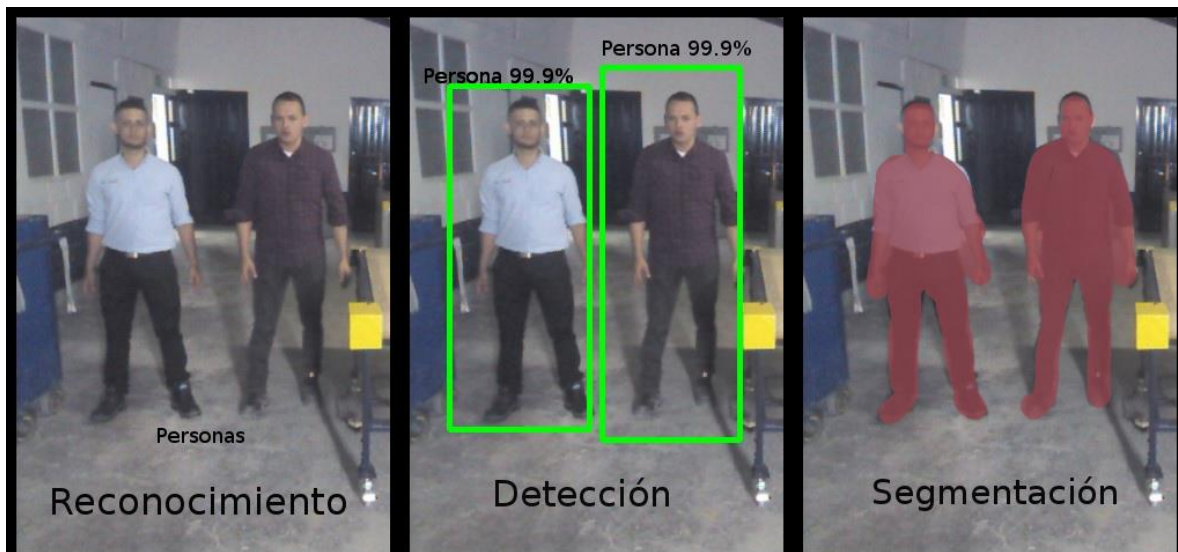 Personas
Reconocimiento
Persona 99.9%
Persona 99.9%
Detección
Segmentación